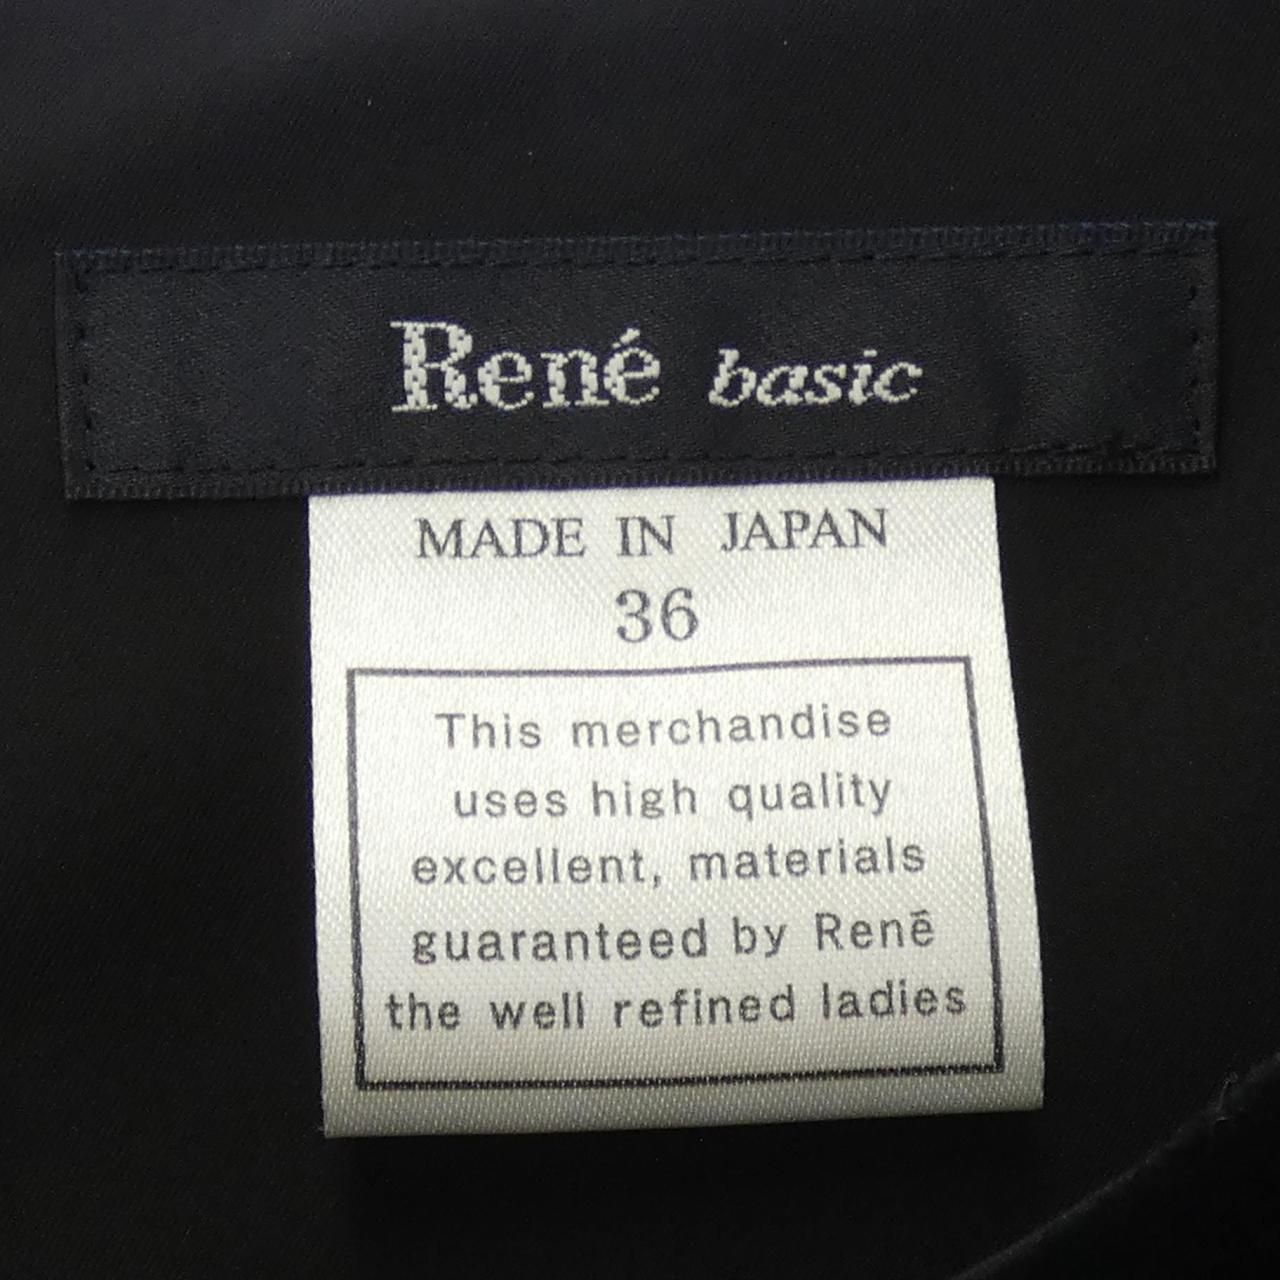 René basic
MADE IN JAPAN
36
This merchandise
uses high quality
excellent, materials
guaranteed by Renē
the well refined ladies